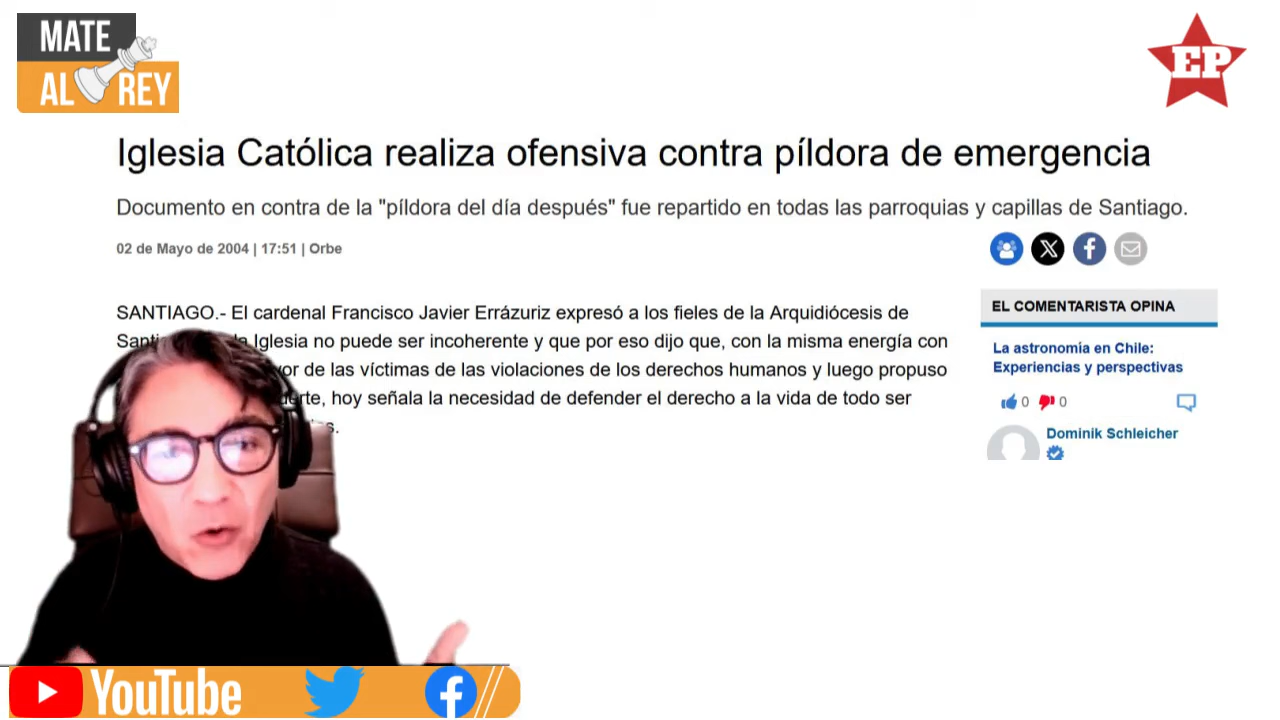 MATE
AL REY
EP
Iglesia Católica realiza ofensiva contra píldora de emergencia
Documento en contra de la "píldora del día después" fue repartido en todas las parroquias y capillas de Santiago.
02 de Mayo de 2004 | 17:51 | Orbe
SANTIAGO.- El cardenal Francisco Javier Errázuriz expresó a los fieles de la Arquidiócesis de
Iglesia no puede ser incoherente y que por eso dijo que, con la misma energía con
de las víctimas de las violaciones de los derechos humanos y luego propuso
hoy señala la necesidad de defender el derecho a la vida de todo ser
EL COMENTARISTA OPINA
La astronomía en Chile:
Experiencias y perspectivas
0 0
Dominik Schleicher
YouTube